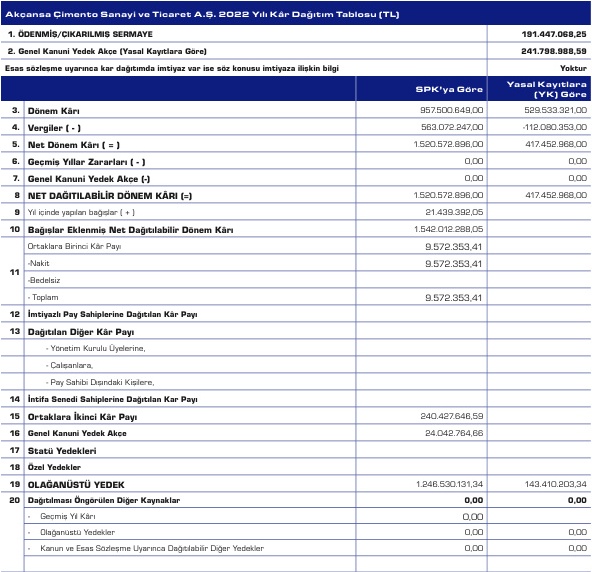 Akçansa Çimento Sanayi ve Ticaret A.Ş. 2022 Yılı Kâr Dağıtım Tablosu (TL)
1. ÖDENMİŞ/ÇIKARILMIŞ SERMAYE 191.447.068,25
2. Genel Kanuni Yedek Akçe (Yasal Kayıtlara Göre) 241.798.988,59
Esas sözleşme uyarınca kar dağıtımda imtiyaz var ise söz konusu imtiyaza ilişkin bilgi Yoktur
SPK'ya Göre Yasal Kayıtlara (YK) Göre
3. Dönem Kârı 957.500.649,00 529.533.321,00
4. Vergiler ( - ) 563.072.247,00 -112.080.353,00
5. Net Dönem Kârı ( = ) 1.520.572.896,00 417.452.968,00
6. Geçmiş Yıllar Zararları ( - ) 0,00 0,00
7. Genel Kanuni Yedek Akçe (-) 0,00 0,00
8 NET DAĞITILABİLİR DÖNEM KÂRI (=) 1.520.572.896,00 417.452.968,00
9 Yıl içinde yapılan bağışlar ( + ) 21.439.392,05
10 Bağışlar Eklenmiş Net Dağıtılabilir Dönem Kârı 1.542.012.288,05
11 Ortaklara Birinci Kâr Payı 9.572.353,41
-Nakit 9.572.353,41
-Bedelsiz
- Toplam 9.572.353,41
12 İmtiyazlı Pay Sahiplerine Dağıtılan Kâr Payı
13 Dağıtılan Diğer Kâr Payı
- Yönetim Kurulu Üyelerine,
- Çalışanlara,
- Pay Sahibi Dışındaki Kişilere,
14 İntifa Senedi Sahiplerine Dağıtılan Kar Payı
15 Ortaklara İkinci Kâr Payı 240.427.646,59
16 Genel Kanuni Yedek Akçe 24.042.764,66
17 Statü Yedekleri
18 Özel Yedekler
19 OLAĞANÜSTÜ YEDEK 1.246.530.131,34 143.410.203,34
20 Dağıtılması Öngörülen Diğer Kaynaklar 0,00 0,00
- Geçmiş Yıl Kârı 0,00
- Olağanüstü Yedekler 0,00 0,00
- Kanun ve Esas Sözleşme Uyarınca Dağıtılabilir Diğer Yedekler 0,00 0,00